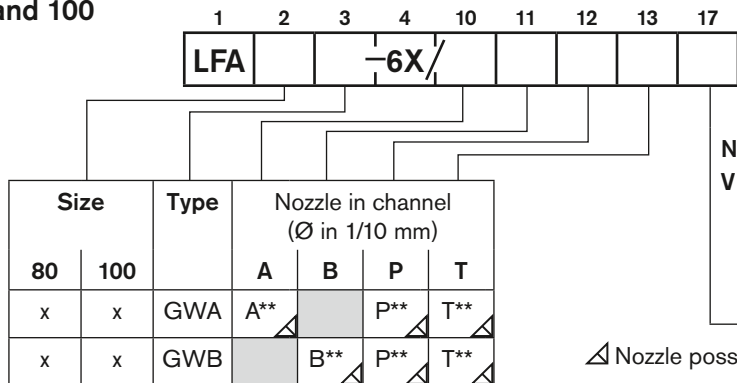 and 100
1 2 3 4 10 11 12 13 17
LFA –6X/
N
V
Size Type Nozzle in channel
(Ø in 1/10 mm)
80 100 A B P T
x x GWA A** P** T**
x x GWB B** P** T**
Nozzle poss